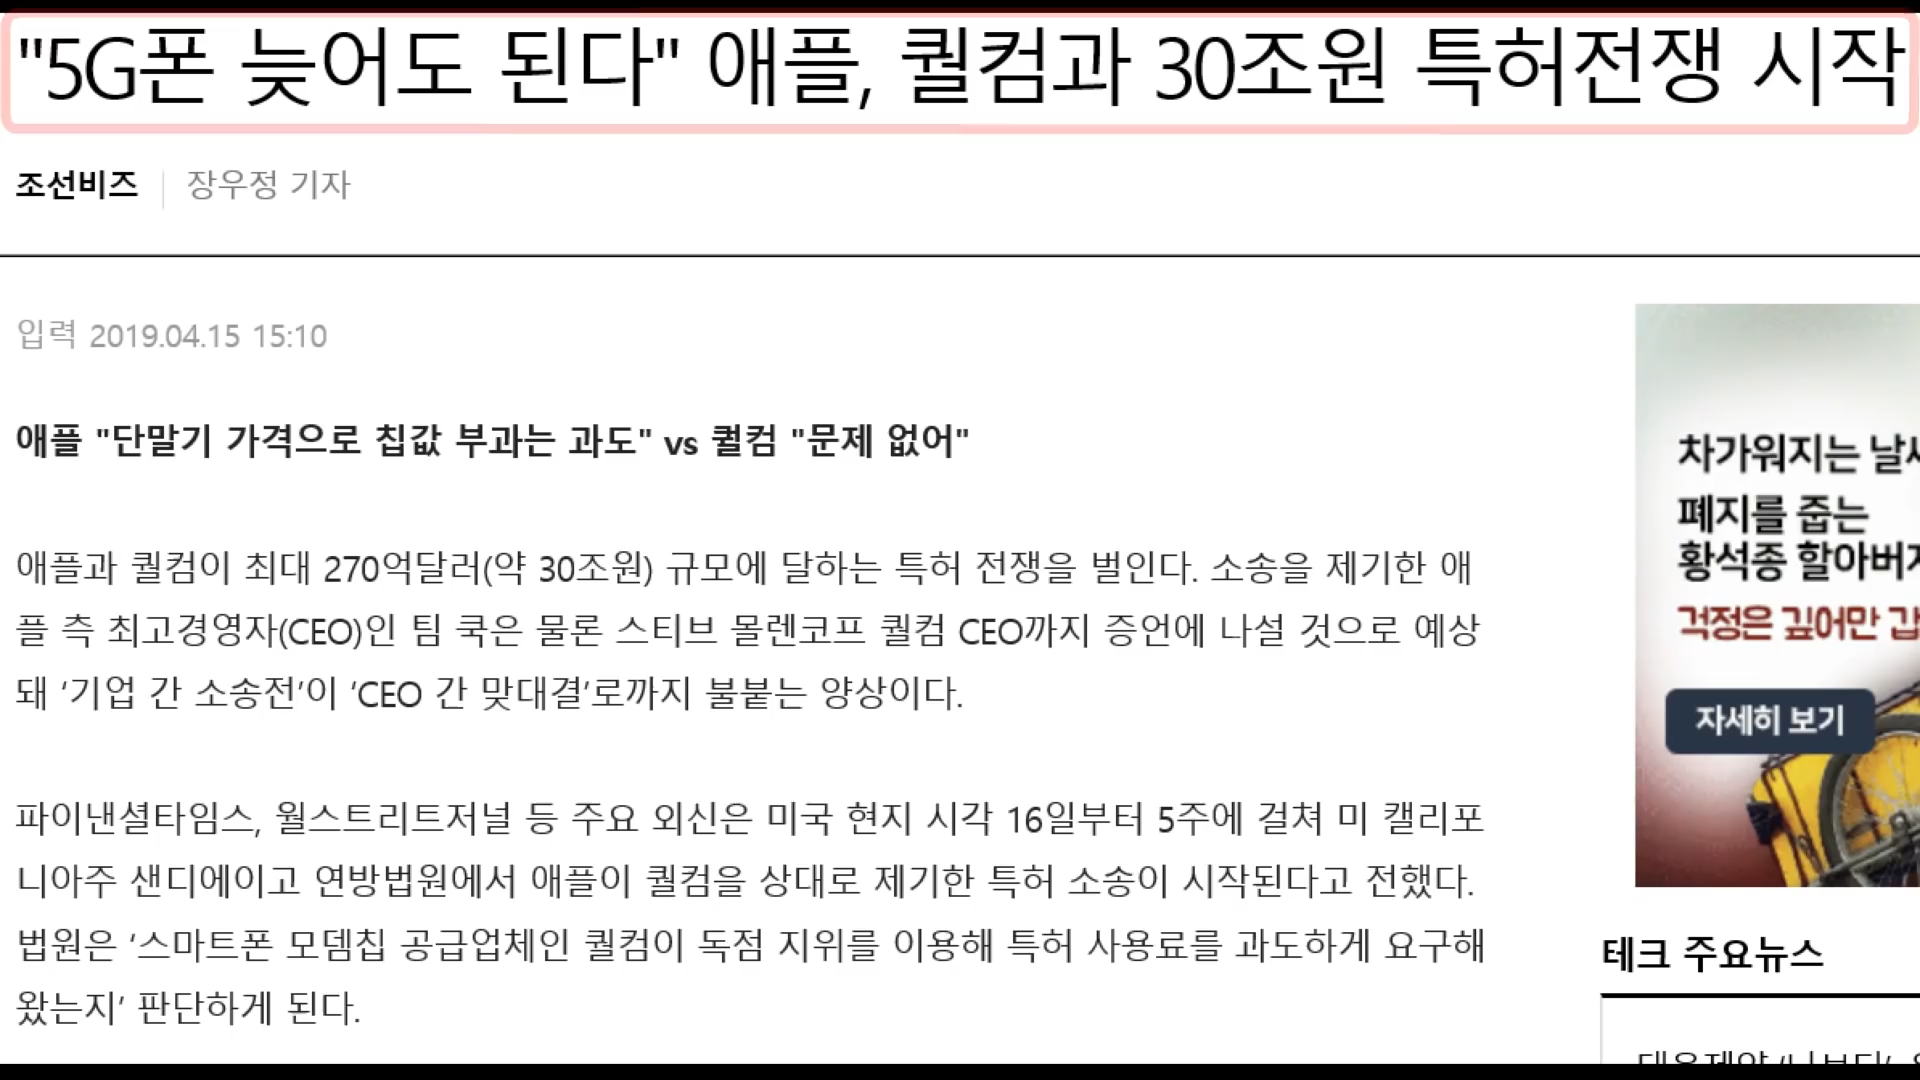 "5G폰 늦어도 된다" 애플, 퀄컴과 30조원 특허전쟁 시작
조선비즈 장우정 기자
입력 2019.04.15 15:10
애플 "단말기 가격으로 칩값 부과는 과도" vs 퀄컴 "문제 없어"
애플과 퀄컴이 최대 270억달러(약 30조원) 규모에 달하는 특허 전쟁을 벌인다. 소송을 제기한 애
플 측 최고경영자(CEO)인 팀 쿡은 물론 스티브 몰렌코프 퀄컴 CEO까지 증언에 나설 것으로 예상
돼 ‘기업 간 소송전’이 ‘CEO 간 맞대결’로까지 불붙는 양상이다.
파이낸셜타임스, 월스트리트저널 등 주요 외신은 미국 현지 시각 16일부터 5주에 걸쳐 미 캘리포
니아주 샌디에이고 연방법원에서 애플이 퀄컴을 상대로 제기한 특허 소송이 시작된다고 전했다.
법원은 ‘스마트폰 모뎀칩 공급업체인 퀄컴이 독점 지위를 이용해 특허 사용료를 과도하게 요구해
왔는지’ 판단하게 된다.
차가워지는
폐지를 줍는
황석종
걱정은 깊어만
자세히 보기
테크 주요뉴스